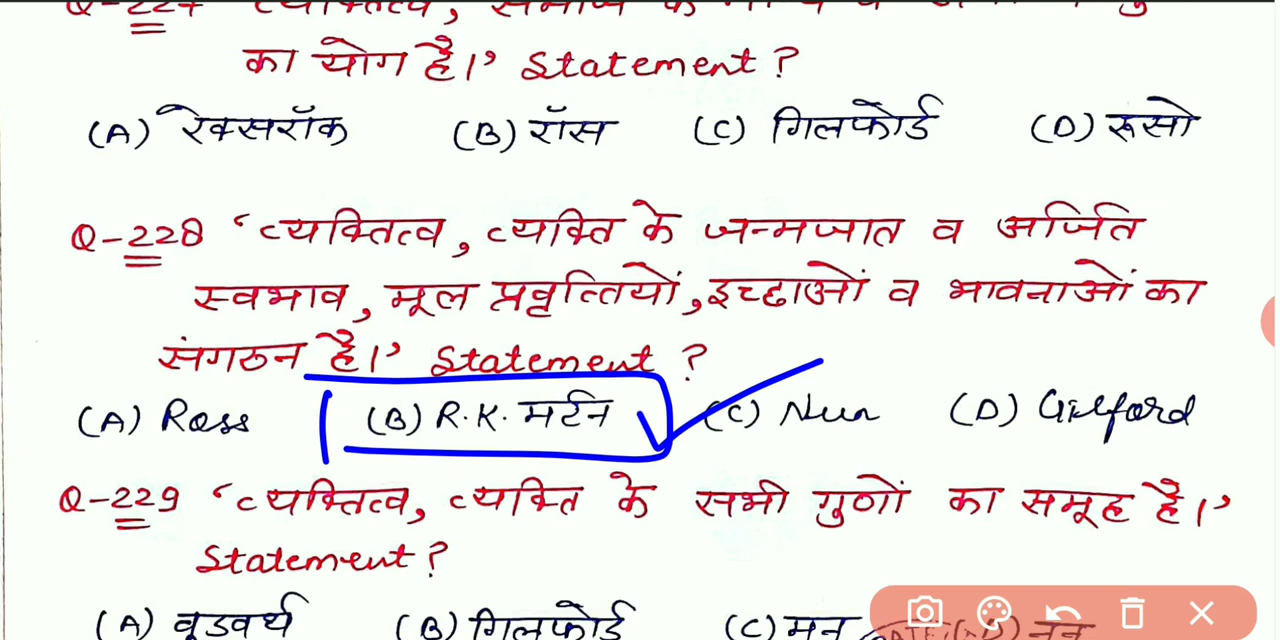 का योग है।' Statement ?
(A) रेक्सरॉक (B) रॉस (C) गिलफोर्ड (D) रूसो
Q-228 'व्यक्तित्व, व्यक्ति के जन्मजात व अर्जित
स्वभाव, मूल प्रवृत्तियों, इच्छाओं व भावनाओं का
संगठन है।' Statement ?
(A) Ross (B) R.K. मर्टन (C) Nun (D) Gilford
Q-229 'व्यक्तित्व, व्यक्ति के सभी गुणों का समूह है।'
Statement ?
(A) वूडवर्थ (B) गिलफोर्ड (C) मन (D) नन